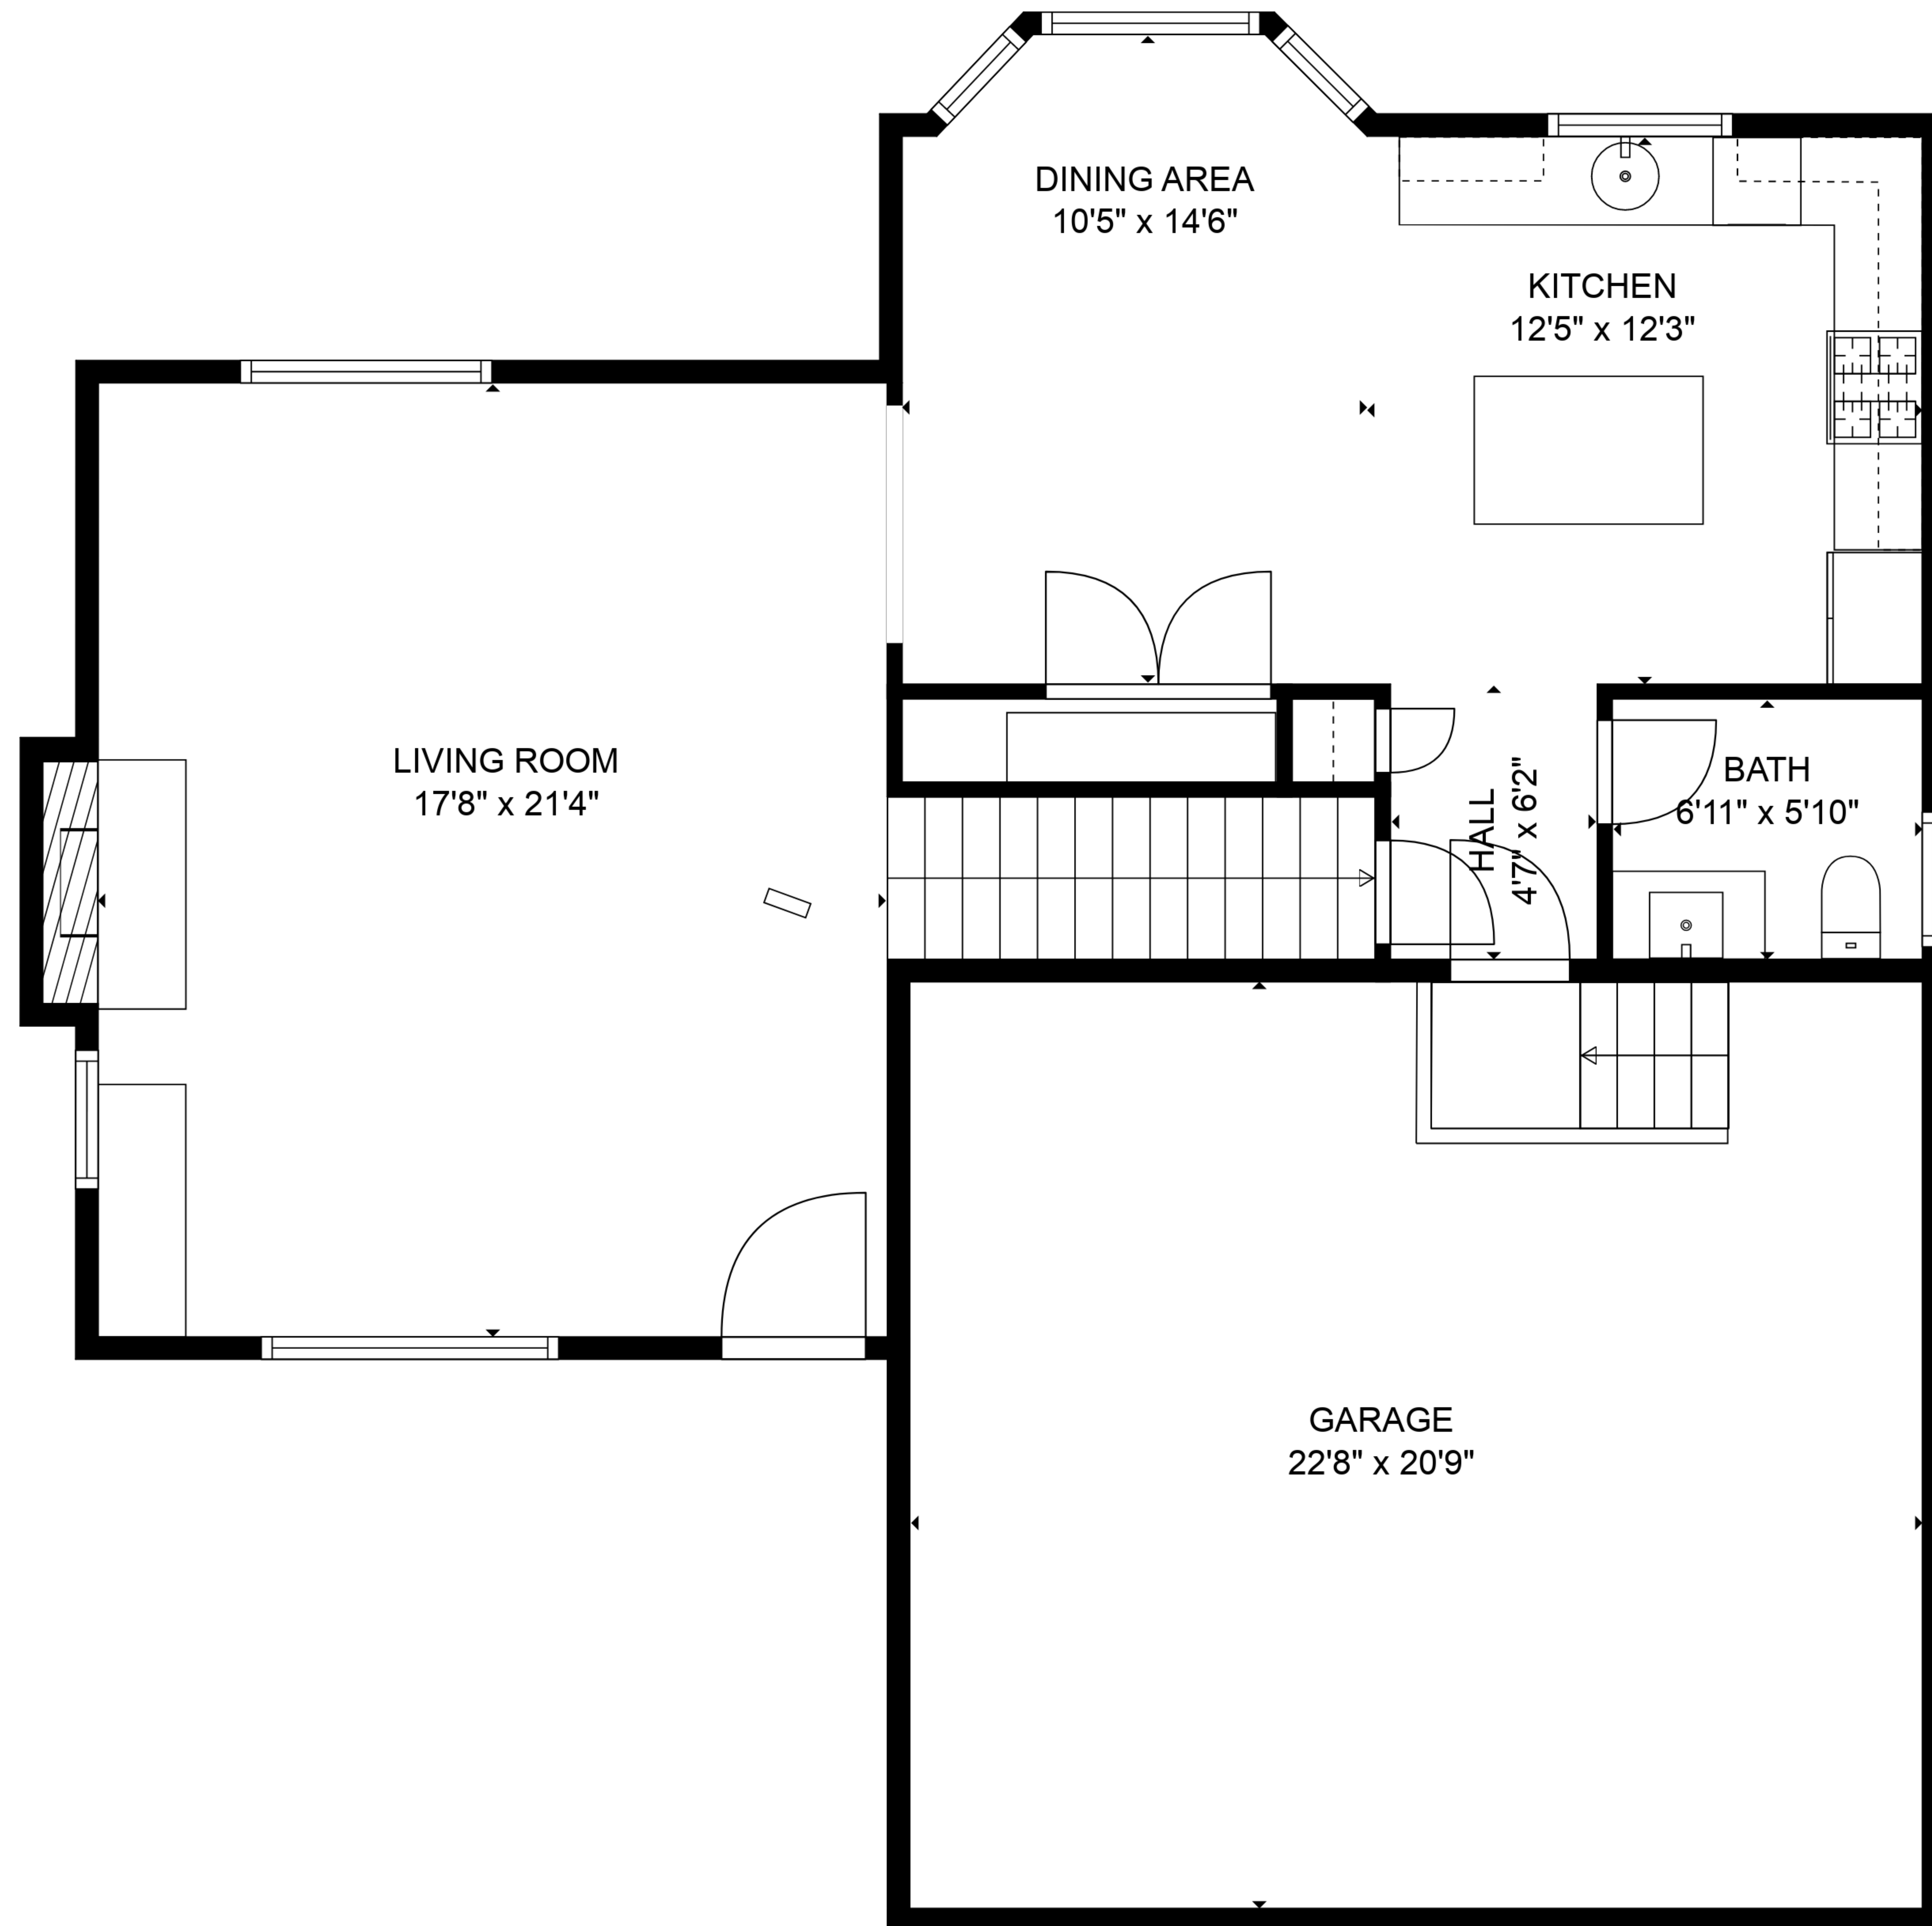 DINING AREA
10'5" x 14'6"
KITCHEN
12'5" x 12'3"
LIVING ROOM
17'8" x 21'4"
HALL
4'7" x 6'2"
BATH
6'11" x 5'10"
GARAGE
22'8" x 20'9"